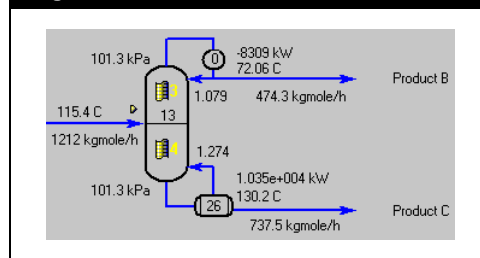 101.3 kPa
0
-8309 kW
72.06 C
Product B
3
1.079
474.3 kgmole/h
115.4 C
13
1212 kgmole/h
4
1.274
101.3 kPa
1.035e+004 kW
130.2 C
26
Product C
737.5 kgmole/h